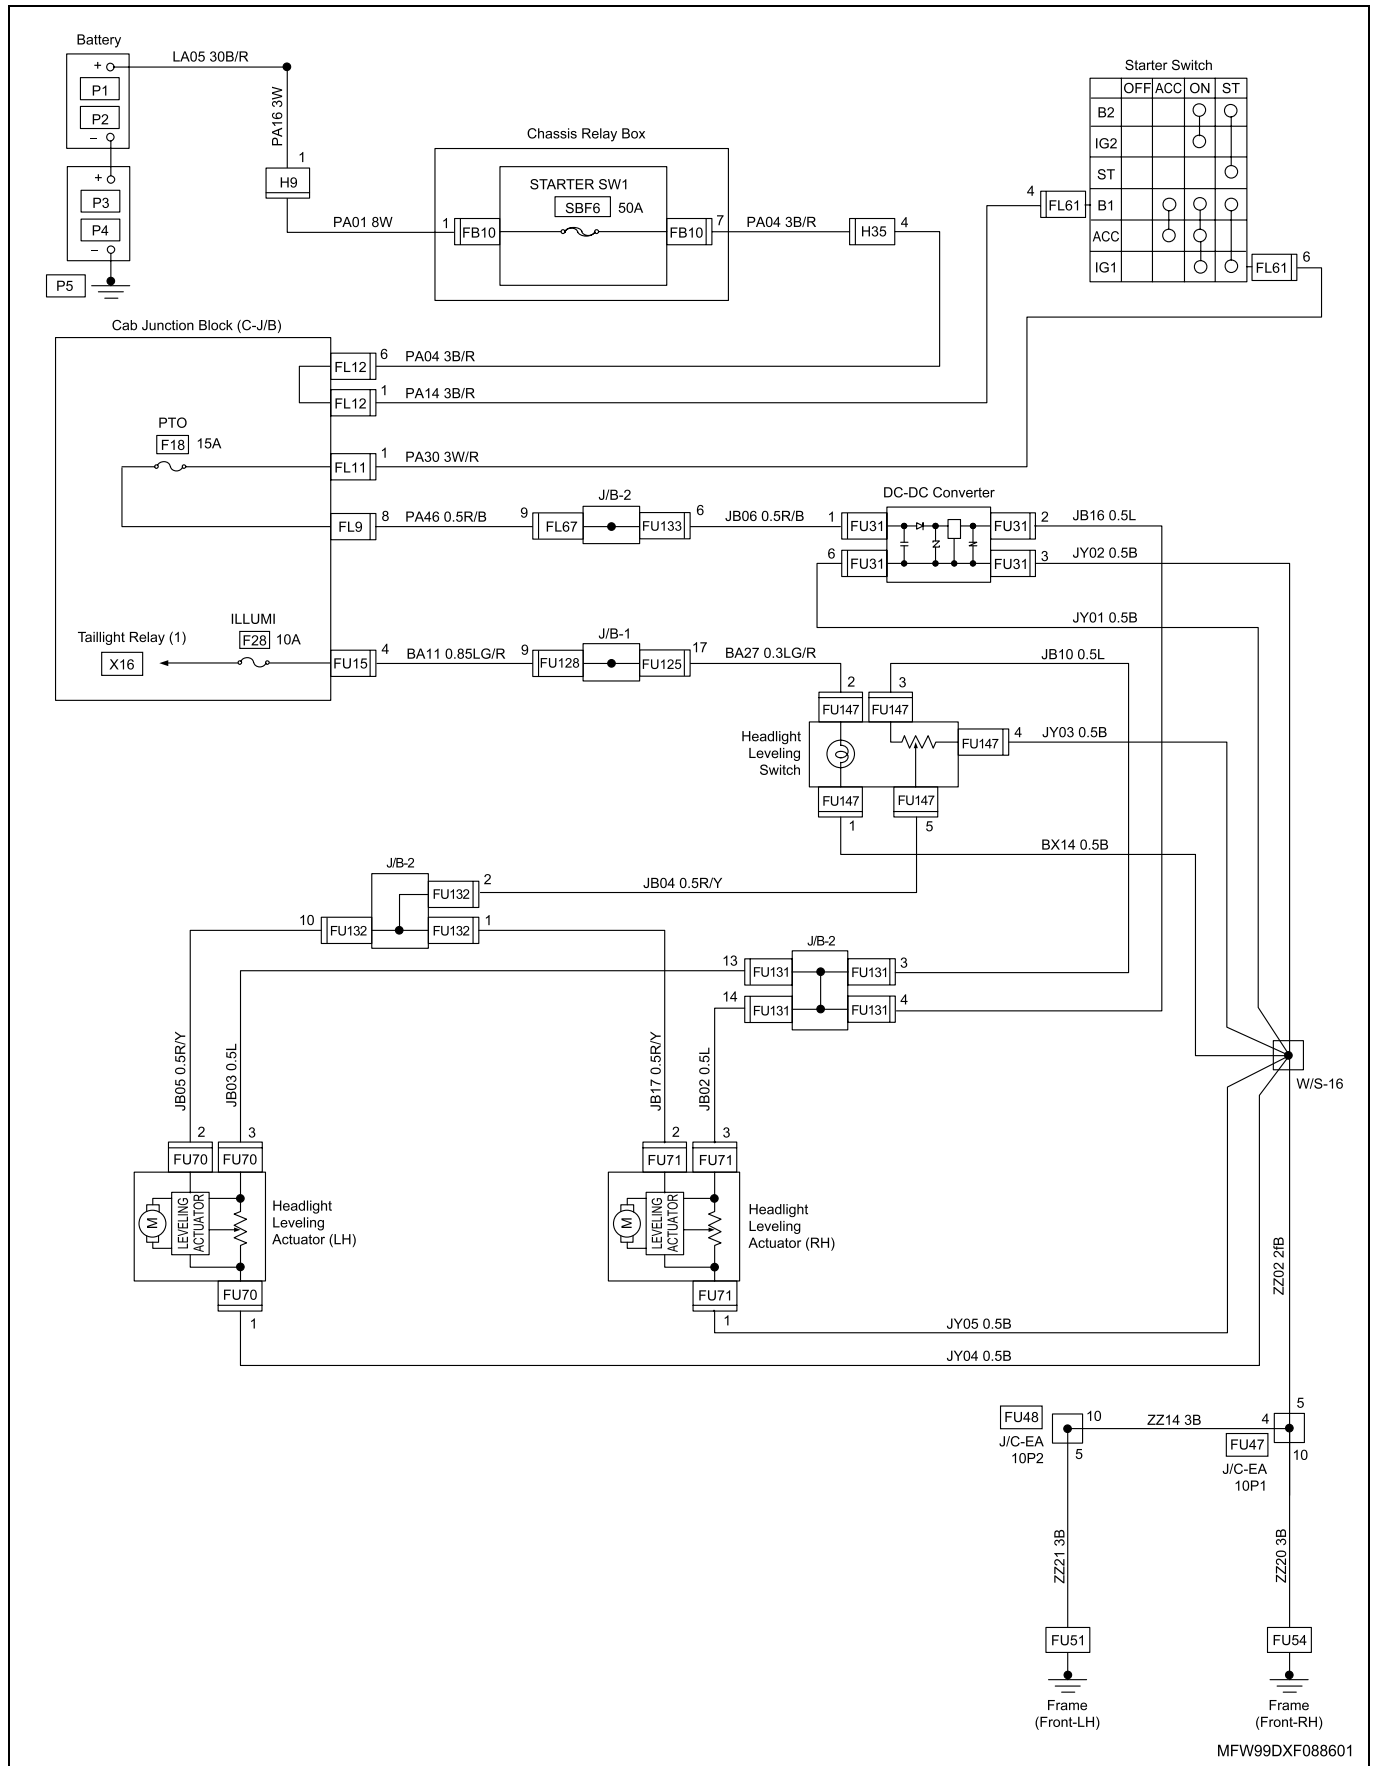 Battery
LA05 30B/R
+
P1
P2
–
+
P3
P4
–
P5
PA16 3W
1
H9
PA01 8W
Chassis Relay Box
STARTER SW1
SBF6 50A
1 FB10
FB10 7
PA04 3B/R
H35 4
Starter Switch
OFF ACC ON ST
B2
IG2
ST
B1
ACC
IG1
4 FL61
FL61 6
Cab Junction Block (C-J/B)
FL12 6 PA04 3B/R
FL12 1 PA14 3B/R
PTO
F18 15A
FL11 1 PA30 3W/R
FL9 8 PA46 0.5R/B
J/B-2
9 FL67 FU133 6
JB06 0.5R/B
DC-DC Converter
1 FU31 FU31 2 JB16 0.5L
6 FU31 FU31 3 JY02 0.5B
JY01 0.5B
ILLUMI
Taillight Relay (1)
F28 10A
X16
FU15 4 BA11 0.85LG/R
J/B-1
9 FU128 FU125 17
BA27 0.3LG/R
JB10 0.5L
2 3
FU147 FU147
Headlight
Leveling
Switch
FU147 4 JY03 0.5B
FU147 FU147
1 5
BX14 0.5B
J/B-2
FU132 2 JB04 0.5R/Y
10 FU132 FU132 1
J/B-2
13 FU131 FU131 3
14 FU131 FU131 4
JB05 0.5R/Y
JB03 0.5L
JB17 0.5R/Y
JB02 0.5L
W/S-16
2 3
FU70 FU70
M
LEVELING
ACTUATOR
Headlight
Leveling
Actuator (LH)
FU70
1
2 3
FU71 FU71
M
LEVELING
ACTUATOR
Headlight
Leveling
Actuator (RH)
FU71
1
JY05 0.5B
JY04 0.5B
ZZ02 2fB
FU48
J/C-EA
10P2
10
5
ZZ14 3B
5
4
10
FU47
J/C-EA
10P1
ZZ21 3B
ZZ20 3B
FU51
FU54
Frame
(Front-LH)
Frame
(Front-RH)
MFW99DXF088601